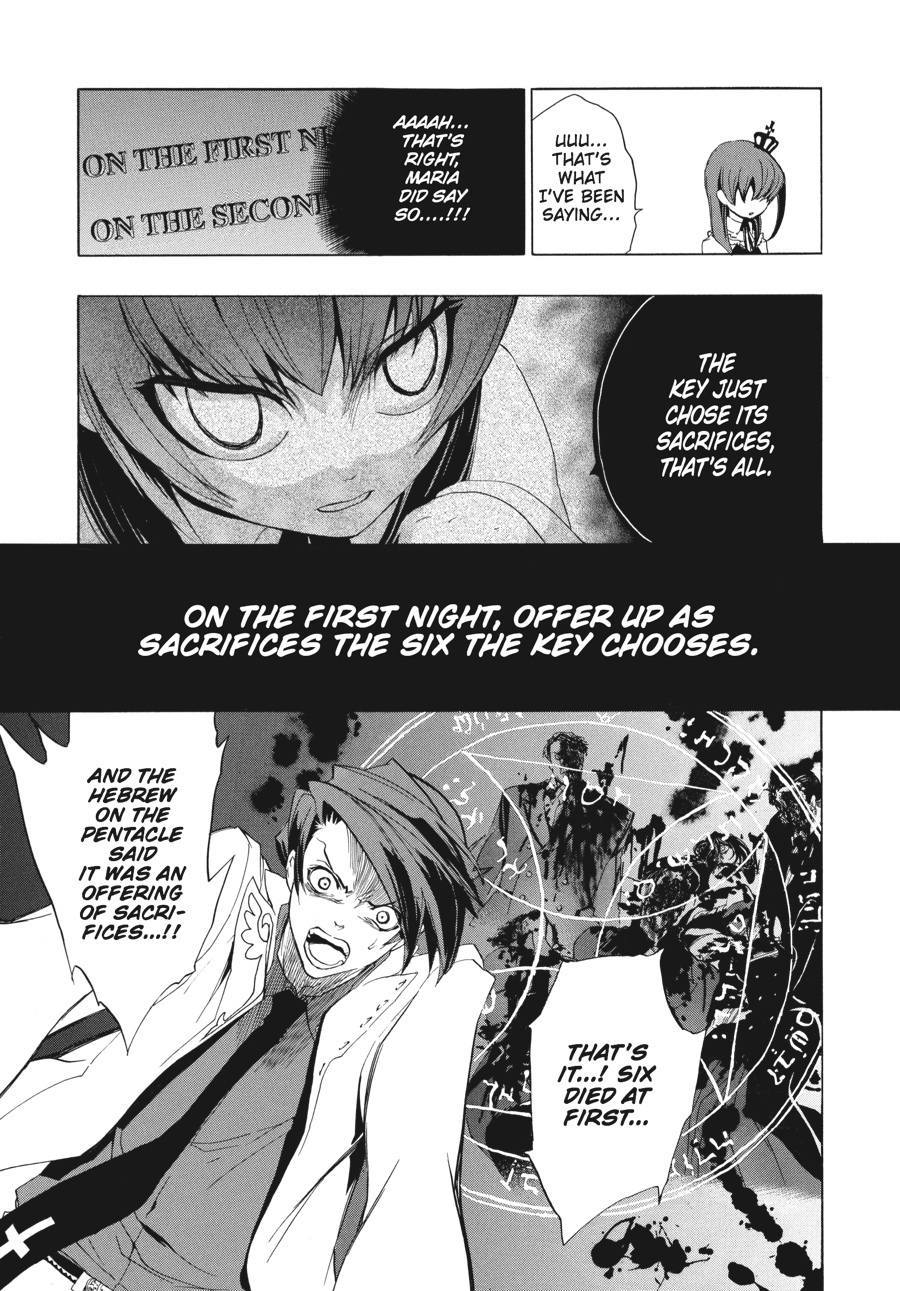 UUU...
THAT'S
WHAT
I'VE BEEN
SAYING...
AAAAH...
THAT'S
RIGHT,
MARIA
DID SAY
SO....!!!
ON THE FIRST NI
ON THE SECOND
THE
KEY JUST
CHOSE ITS
SACRIFICES,
THAT'S ALL.
ON THE FIRST NIGHT, OFFER UP AS
SACRIFICES THE SIX THE KEY CHOOSES.
THAT'S
IT...! SIX
DIED AT
FIRST...
AND THE
HEBREW
ON THE
PENTACLE
SAID
IT WAS AN
OFFERING
OF SACRI-
FICES...!!